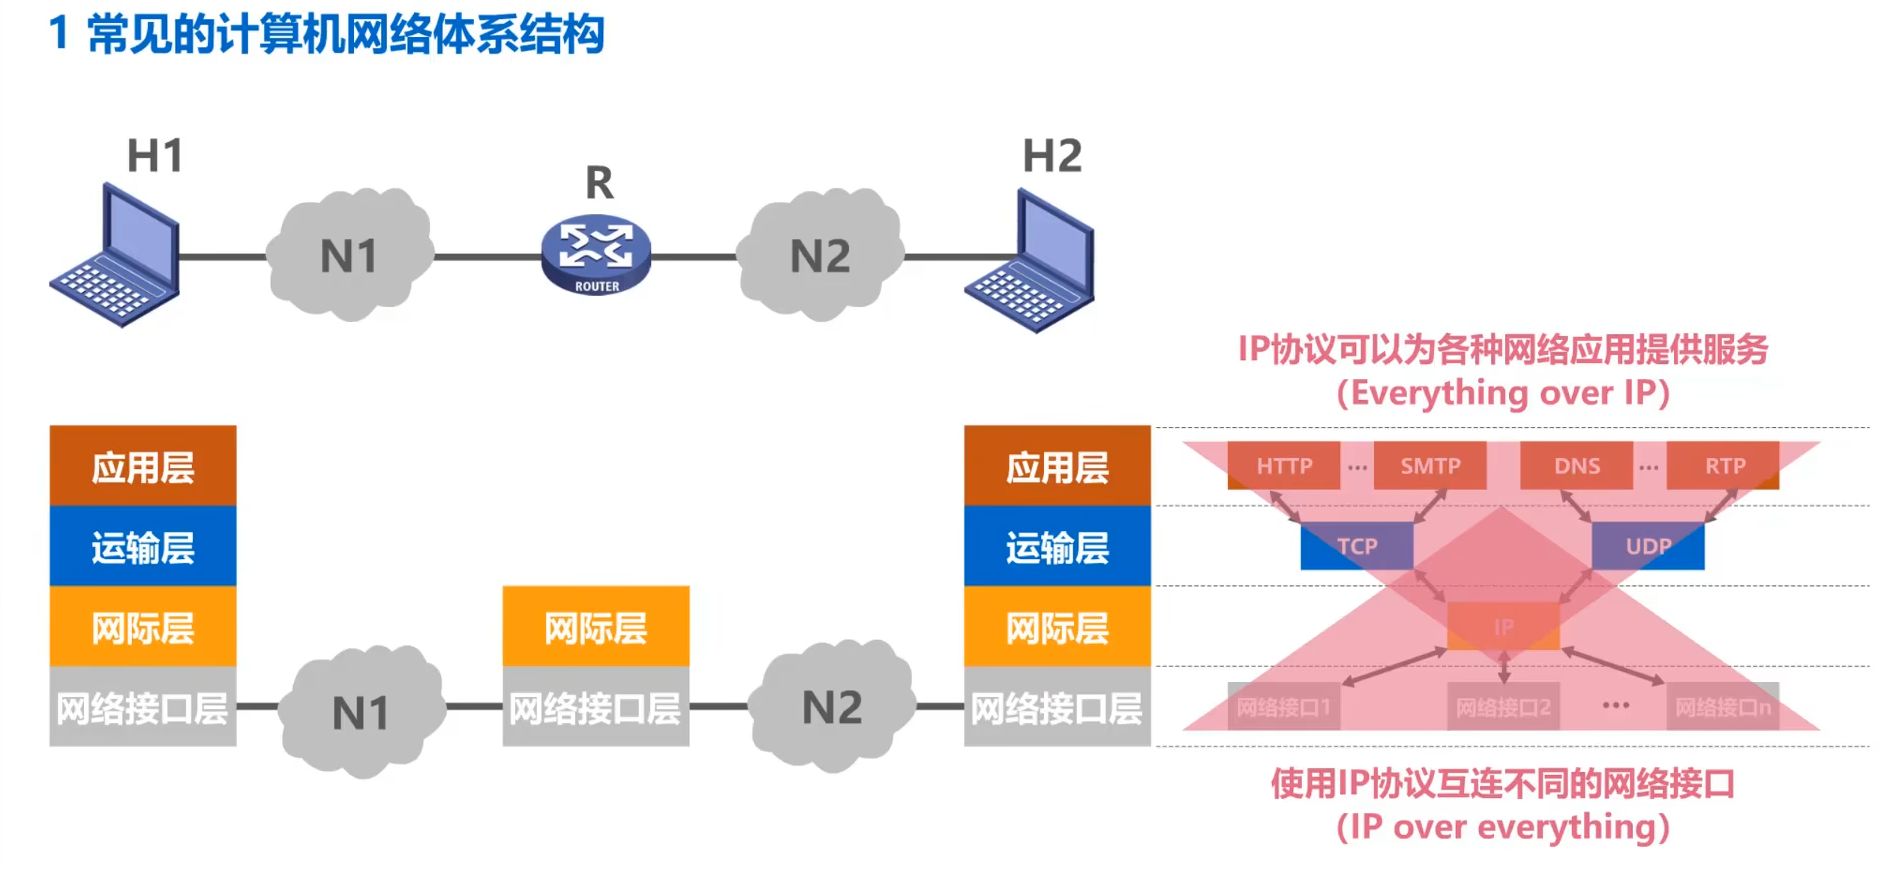 1 常见的计算机网络体系结构
H1
R
H2
N1
ROUTER
N2
IP协议可以为各种网络应用提供服务
（Everything over IP）
应用层
运输层
网际层
网络接口层
N1
网际层
网络接口层
N2
应用层
运输层
网际层
网络接口层
HTTP ··· SMTP DNS ··· RTP
TCP UDP
IP
网络接口1 网络接口2 ··· 网络接口n
使用IP协议互连不同的网络接口
（IP over everything）